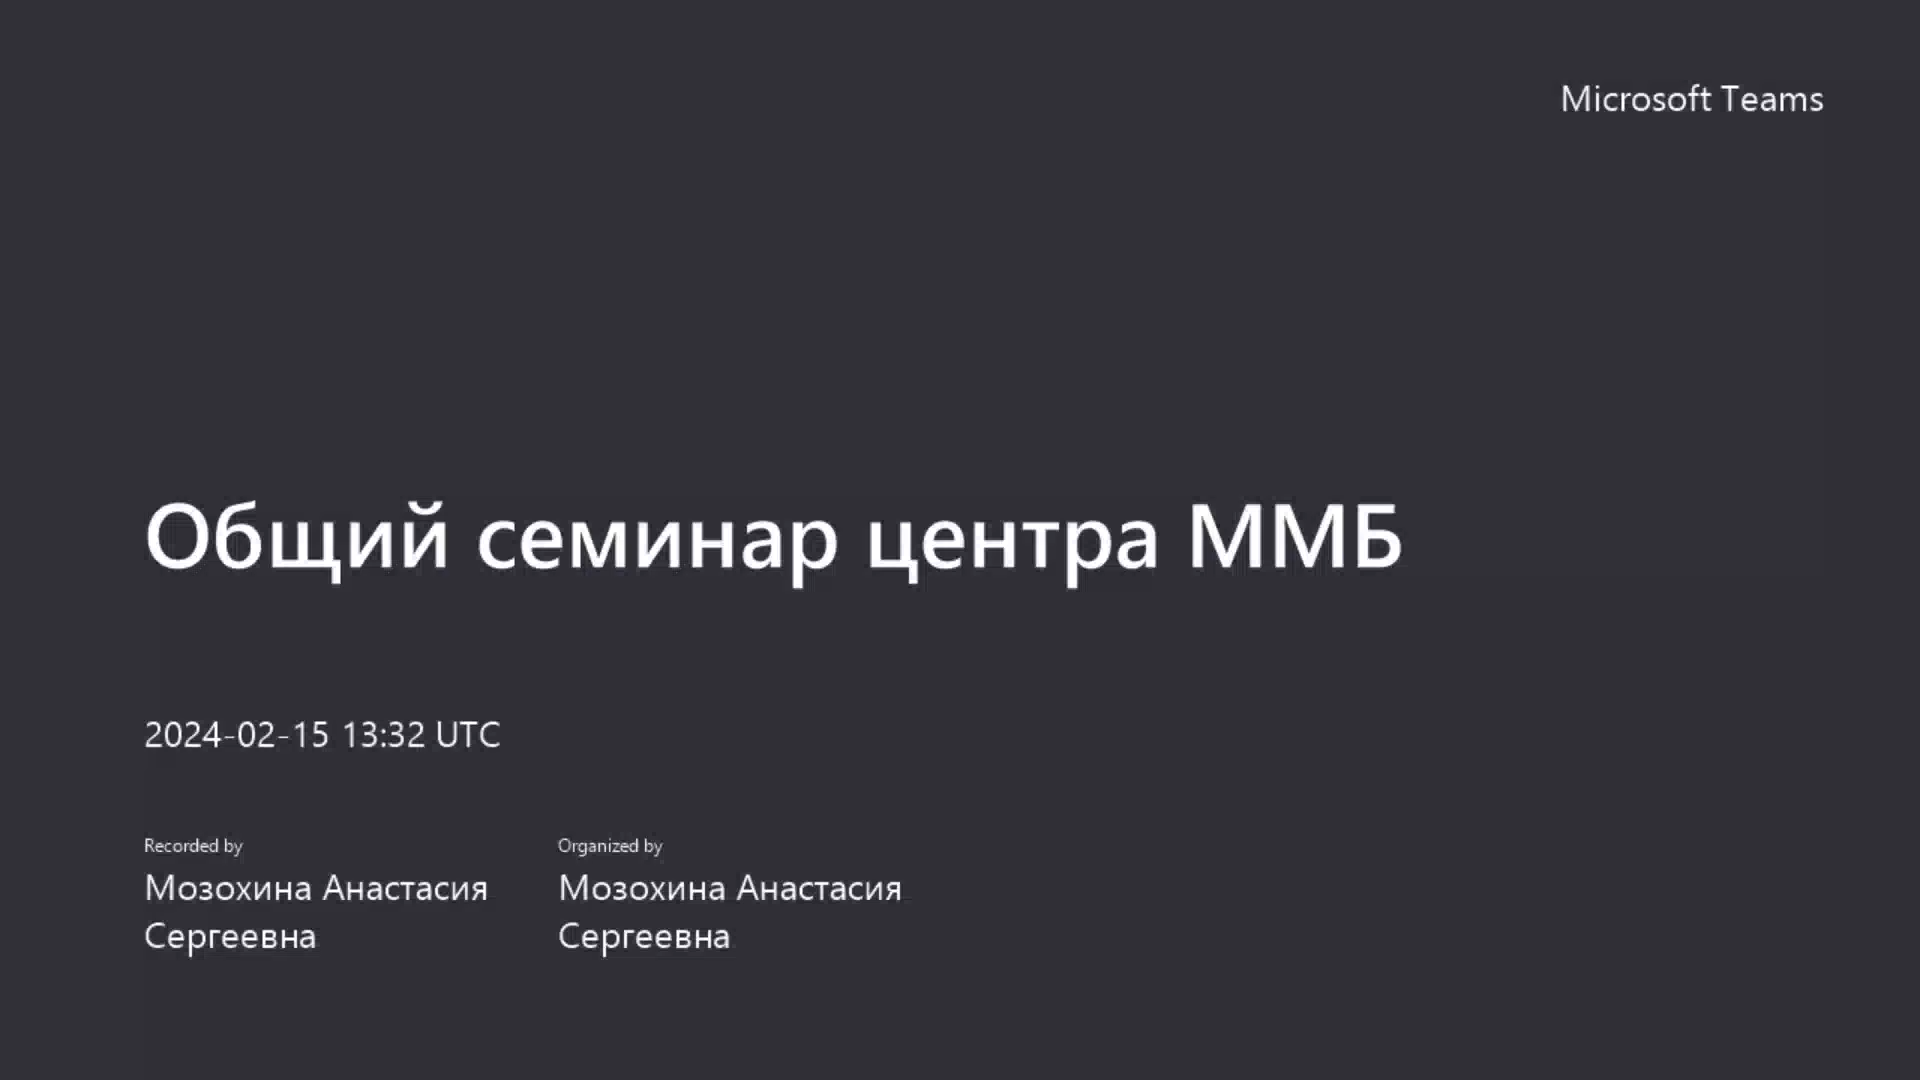 Microsoft Teams
Общий семинар центра ММБ
2024-02-15 13:32 UTC
Recorded by
Мозохина Анастасия
Сергеевна
Organized by
Мозохина Анастасия
Сергеевна